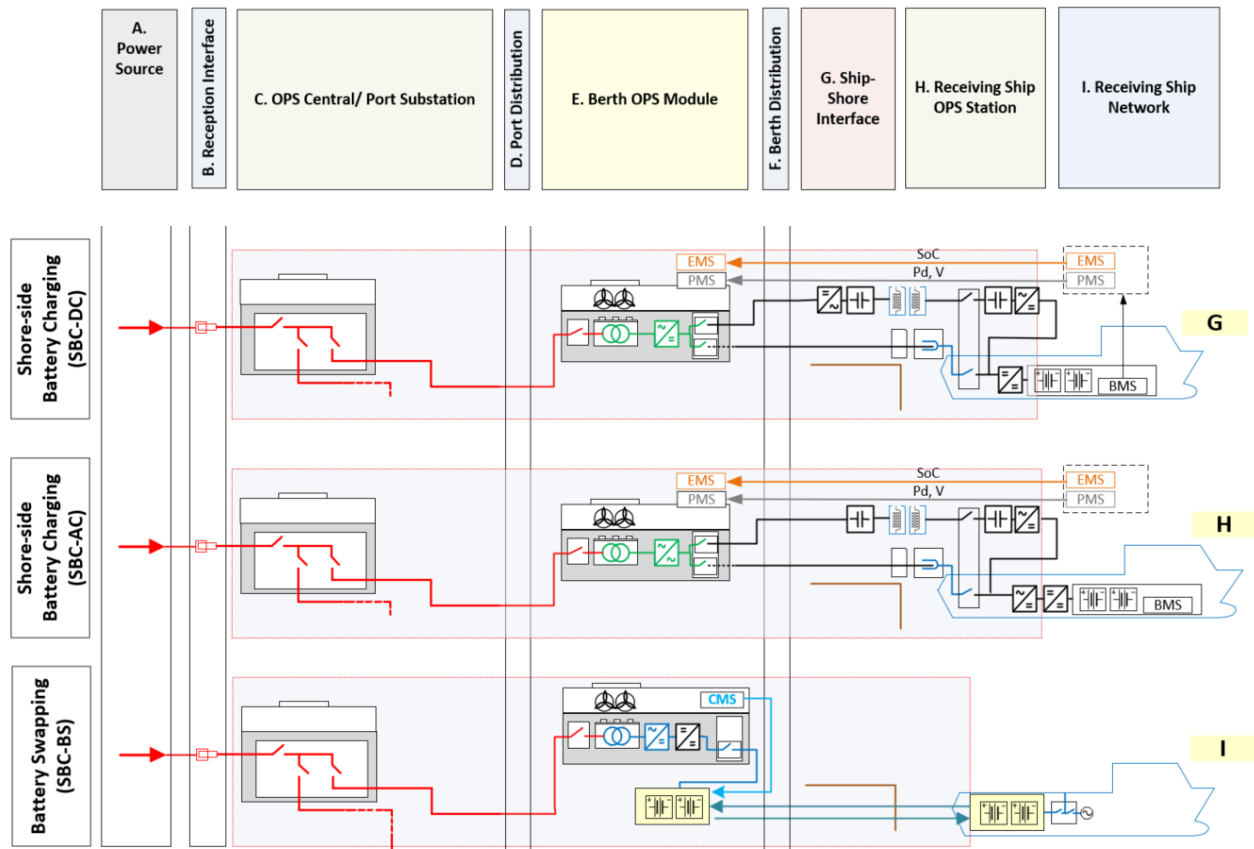 A.
Power
Source
B. Reception Interface
C. OPS Central/ Port Substation
D. Port Distribution
E. Berth OPS Module
F. Berth Distribution
G. Ship-
Shore
Interface
H. Receiving Ship
OPS Station
I. Receiving Ship
Network
Shore-side
Battery Charging
(SBC-DC)
EMS
PMS
SoC
Pd, V
EMS
PMS
BMS
G
Shore-side
Battery Charging
(SBC-AC)
EMS
PMS
SoC
Pd, V
EMS
PMS
BMS
H
Battery Swapping
(SBC-BS)
CMS
I